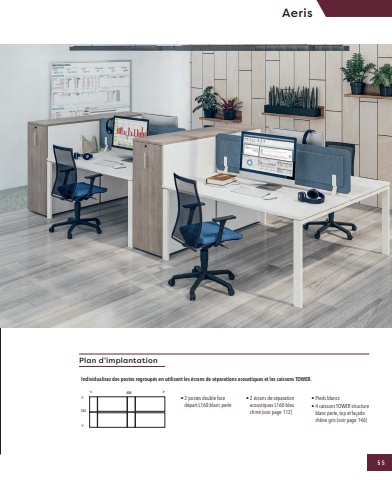 Aeris
Plan d'implantation
Individualisez des postes regroupés en utilisant les écrans de séparations acoustiques et les caissons TOWER.
• 2 postes double face
départ L160 blanc perle
• 2 écrans de séparation
acoustiques L160 bleu
chiné (voir page 112)
• Pieds blancs
• 4 caissons TOWER structure
blanc perle, top et façade
chêne gris (voir page 146)
55